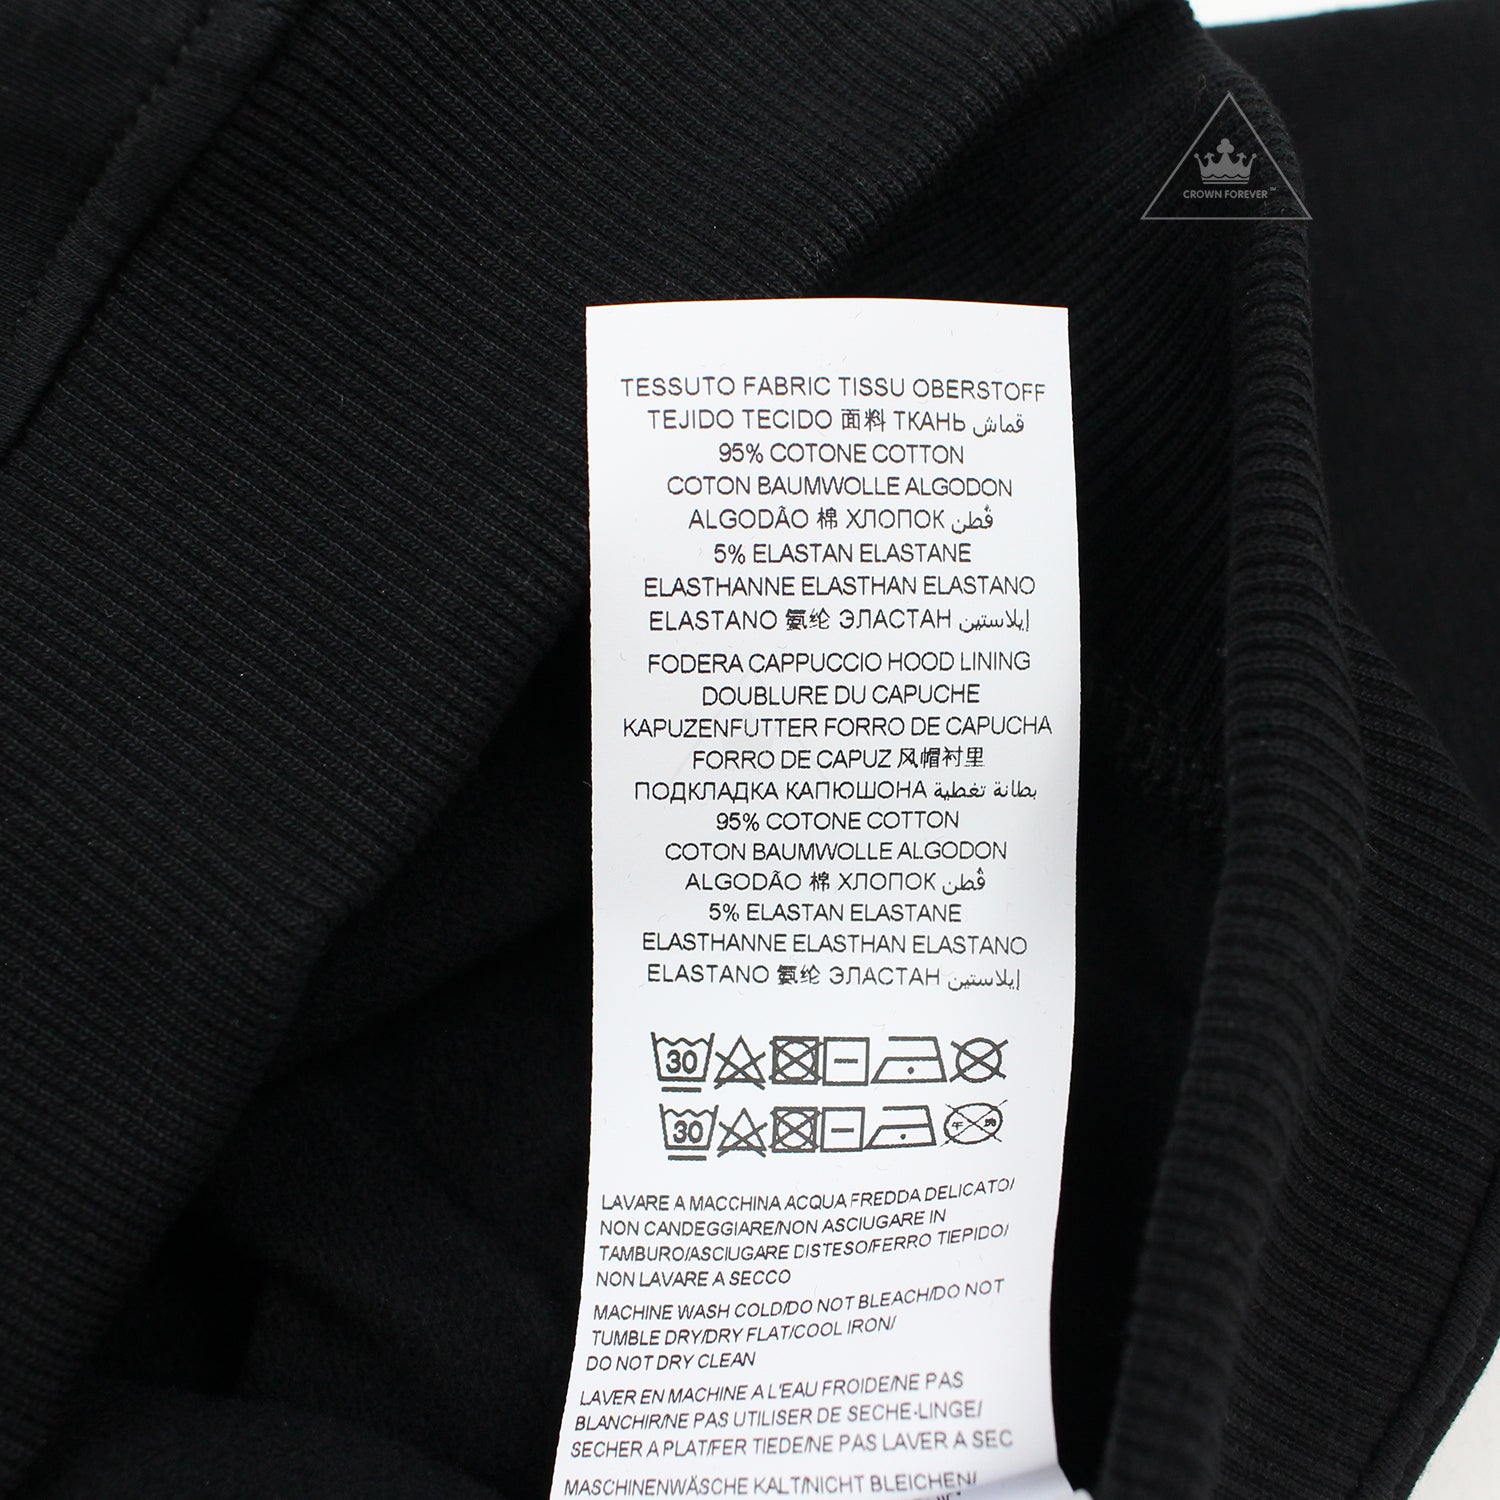 CROWN FOREVER™
TESSUTO FABRIC TISSU OBERSTOFF
TEJIDO TECIDO 面料 ТКАНЬ قماش
95% COTONE COTTON
COTON BAUMWOLLE ALGODON
ALGODÃO 棉 ХЛОПОК قُطن
5% ELASTAN ELASTANE
ELASTHANNE ELASTHAN ELASTANO
ELASTANO 氨纶 ЭЛАСТАН إيلاستين
FODERA CAPPUCCIO HOOD LINING
DOUBLURE DU CAPUCHE
KAPUZENFUTTER FORRO DE CAPUCHA
FORRO DE CAPUZ 风帽衬里
ПОДКЛАДКА КАПЮШОНА بطانة تغطية
95% COTONE COTTON
COTON BAUMWOLLE ALGODON
ALGODÃO 棉 ХЛОПОК قُطن
5% ELASTAN ELASTANE
ELASTHANNE ELASTHAN ELASTANO
ELASTANO 氨纶 ЭЛАСТАН إيلاستين
30
30
LAVARE A MACCHINA ACQUA FREDDA DELICATO/
NON CANDEGGIARE/NON ASCIUGARE IN
TAMBURO/ASCIUGARE DISTESO/FERRO TIEPIDO/
NON LAVARE A SECCO
MACHINE WASH COLD/DO NOT BLEACH/DO NOT
TUMBLE DRY/DRY FLAT/COOL IRON/
DO NOT DRY CLEAN
LAVER EN MACHINE A L'EAU FROIDE/NE PAS
BLANCHIR/NE PAS UTILISER DE SECHE-LINGE/
SECHER A PLAT/FER TIEDE/NE PAS LAVER A SEC
MASCHINENWÄSCHE KALT/NICHT BLEICHEN/